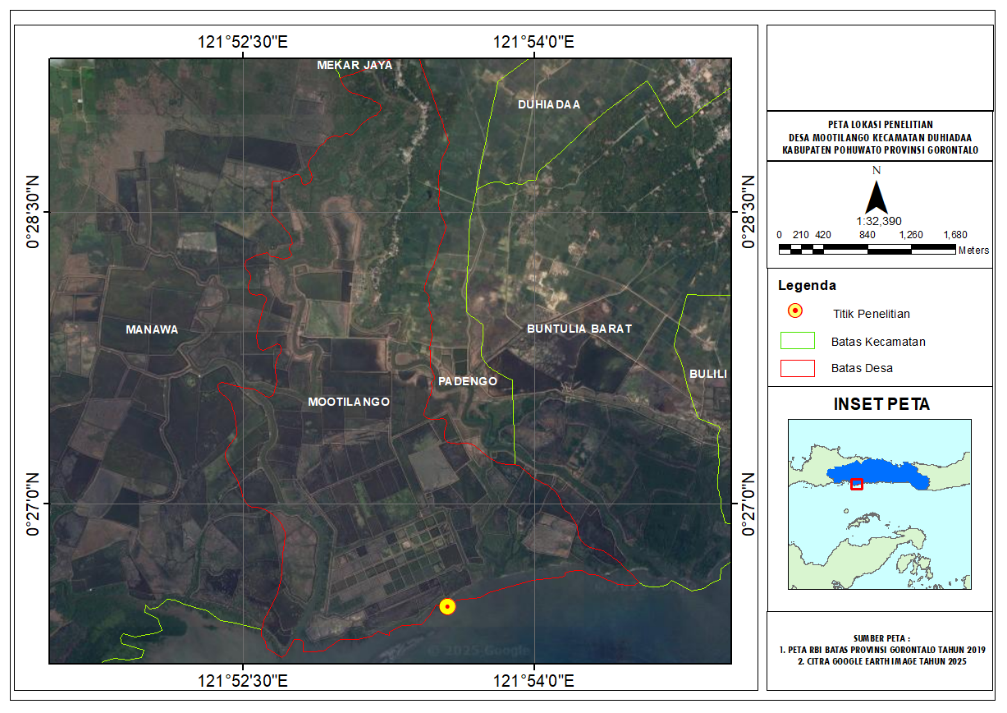 121°52'30"E
121°54'0"E
MEKAR JAYA
DUHIADAA
0°28'30"N
0°28'30"N
MANAWA
BUNTULIA BARAT
BULILI
PADENGO
MOOTILANGO
0°27'0"N
0°27'0"N
© 2025 Google
121°52'30"E
121°54'0"E
PETA LOKASI PENELITIAN
DESA MOOTILANGO KECAMATAN DUHIADAA
KABUPATEN POHUWATO PROVINSI GORONTALO
N
1:32,390
0 210 420 840 1,260 1,680
Meters
Legenda
Titik Penelitian
Batas Kecamatan
Batas Desa
INSET PETA
SUMBER PETA :
1. PETA RBI BATAS PROVINSI GORONTALO TAHUN 2019
2. CITRA GOOGLE EARTH IMAGE TAHUN 2025